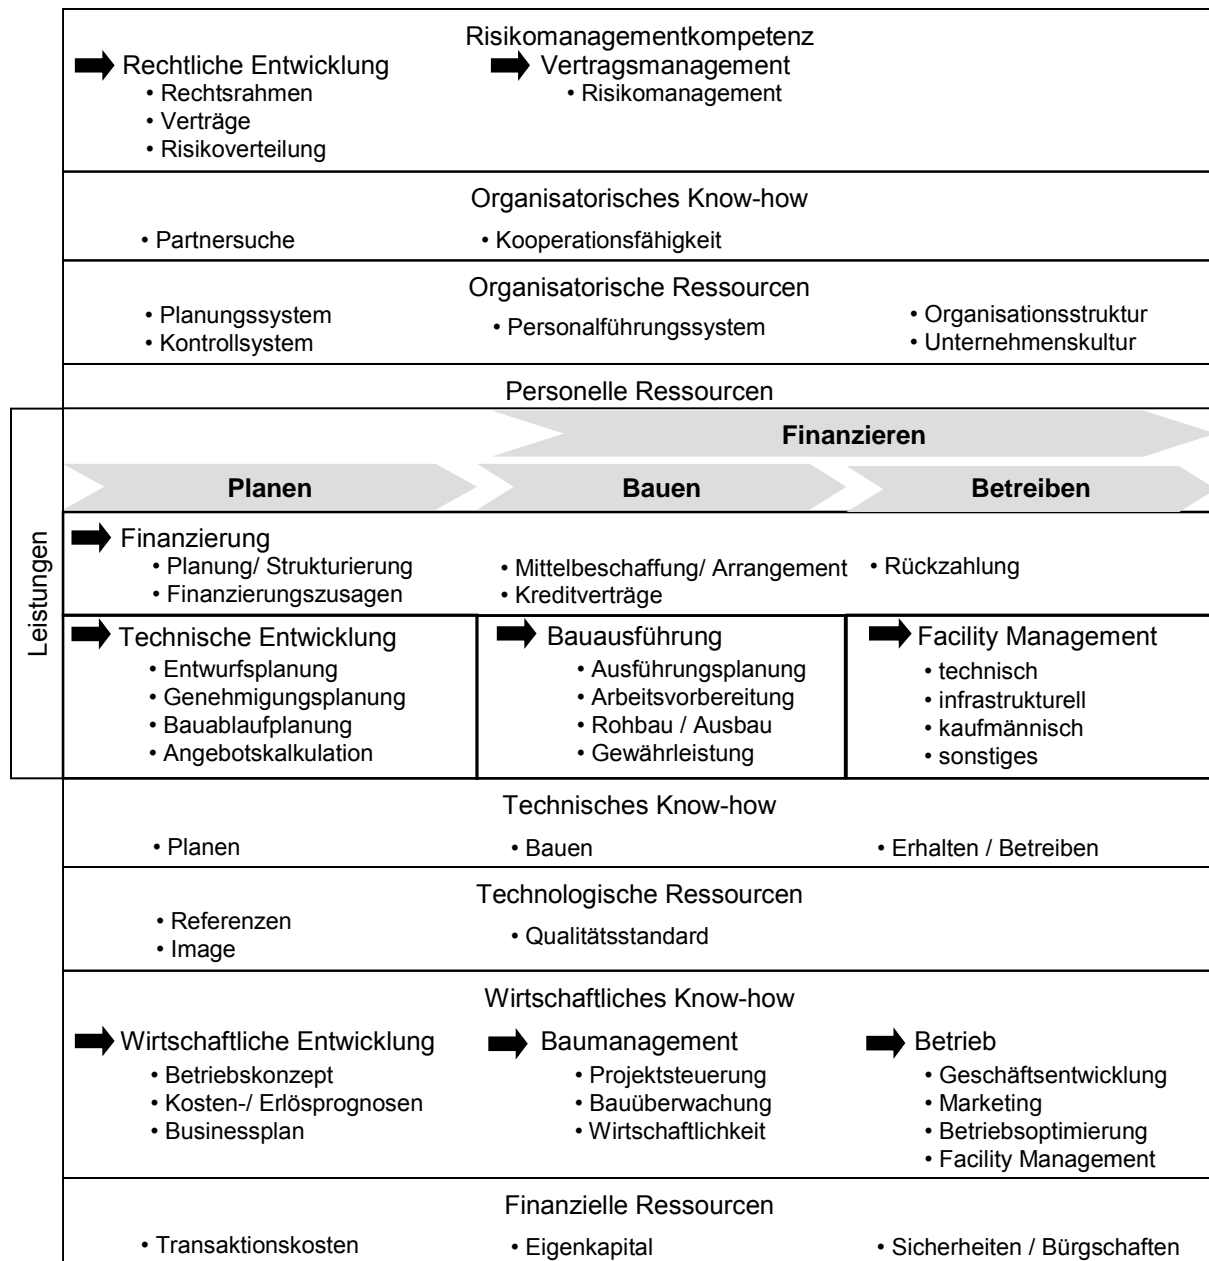 Risikomanagementkompetenz
Rechtliche Entwicklung
• Rechtsrahmen
• Verträge
• Risikoverteilung
Vertragsmanagement
• Risikomanagement
Organisatorisches Know-how
• Partnersuche
• Kooperationsfähigkeit
Organisatorische Ressourcen
• Planungssystem
• Kontrollsystem
• Personalführungssystem
• Organisationsstruktur
• Unternehmenskultur
Personelle Ressourcen
Leistungen
Finanzieren
Planen
Bauen
Betreiben
Finanzierung
• Planung/ Strukturierung
• Finanzierungszusagen
• Mittelbeschaffung/ Arrangement
• Kreditverträge
• Rückzahlung
Technische Entwicklung
• Entwurfsplanung
• Genehmigungsplanung
• Bauablaufplanung
• Angebotskalkulation
Bauausführung
• Ausführungsplanung
• Arbeitsvorbereitung
• Rohbau / Ausbau
• Gewährleistung
Facility Management
• technisch
• infrastrukturell
• kaufmännisch
• sonstiges
Technisches Know-how
• Planen
• Bauen
• Erhalten / Betreiben
Technologische Ressourcen
• Referenzen
• Image
• Qualitätsstandard
Wirtschaftliches Know-how
Wirtschaftliche Entwicklung
• Betriebskonzept
• Kosten-/ Erlösprognosen
• Businessplan
Baumanagement
• Projektsteuerung
• Bauüberwachung
• Wirtschaftlichkeit
Betrieb
• Geschäftsentwicklung
• Marketing
• Betriebsoptimierung
• Facility Management
Finanzielle Ressourcen
• Transaktionskosten
• Eigenkapital
• Sicherheiten / Bürgschaften